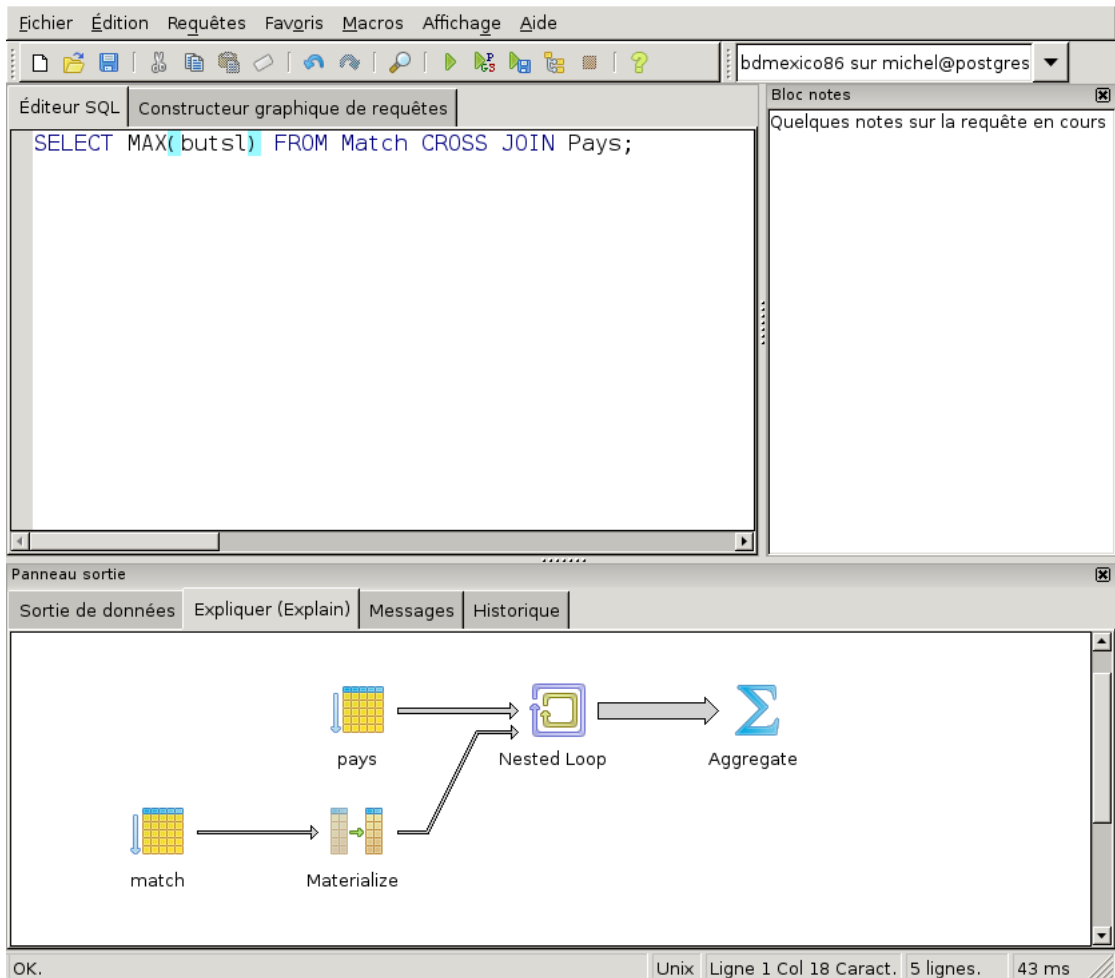 Fichier Édition Requêtes Favoris Macros Affichage Aide
bdmexico86 sur michel@postgres
Éditeur SQL Constructeur graphique de requêtes
SELECT MAX(butsl) FROM Match CROSS JOIN Pays;
Bloc notes
Quelques notes sur la requête en cours
Panneau sortie
Sortie de données Expliquer (Explain) Messages Historique
pays Nested Loop Aggregate
match Materialize
OK. Unix Ligne 1 Col 18 Caract. 5 lignes. 43 ms